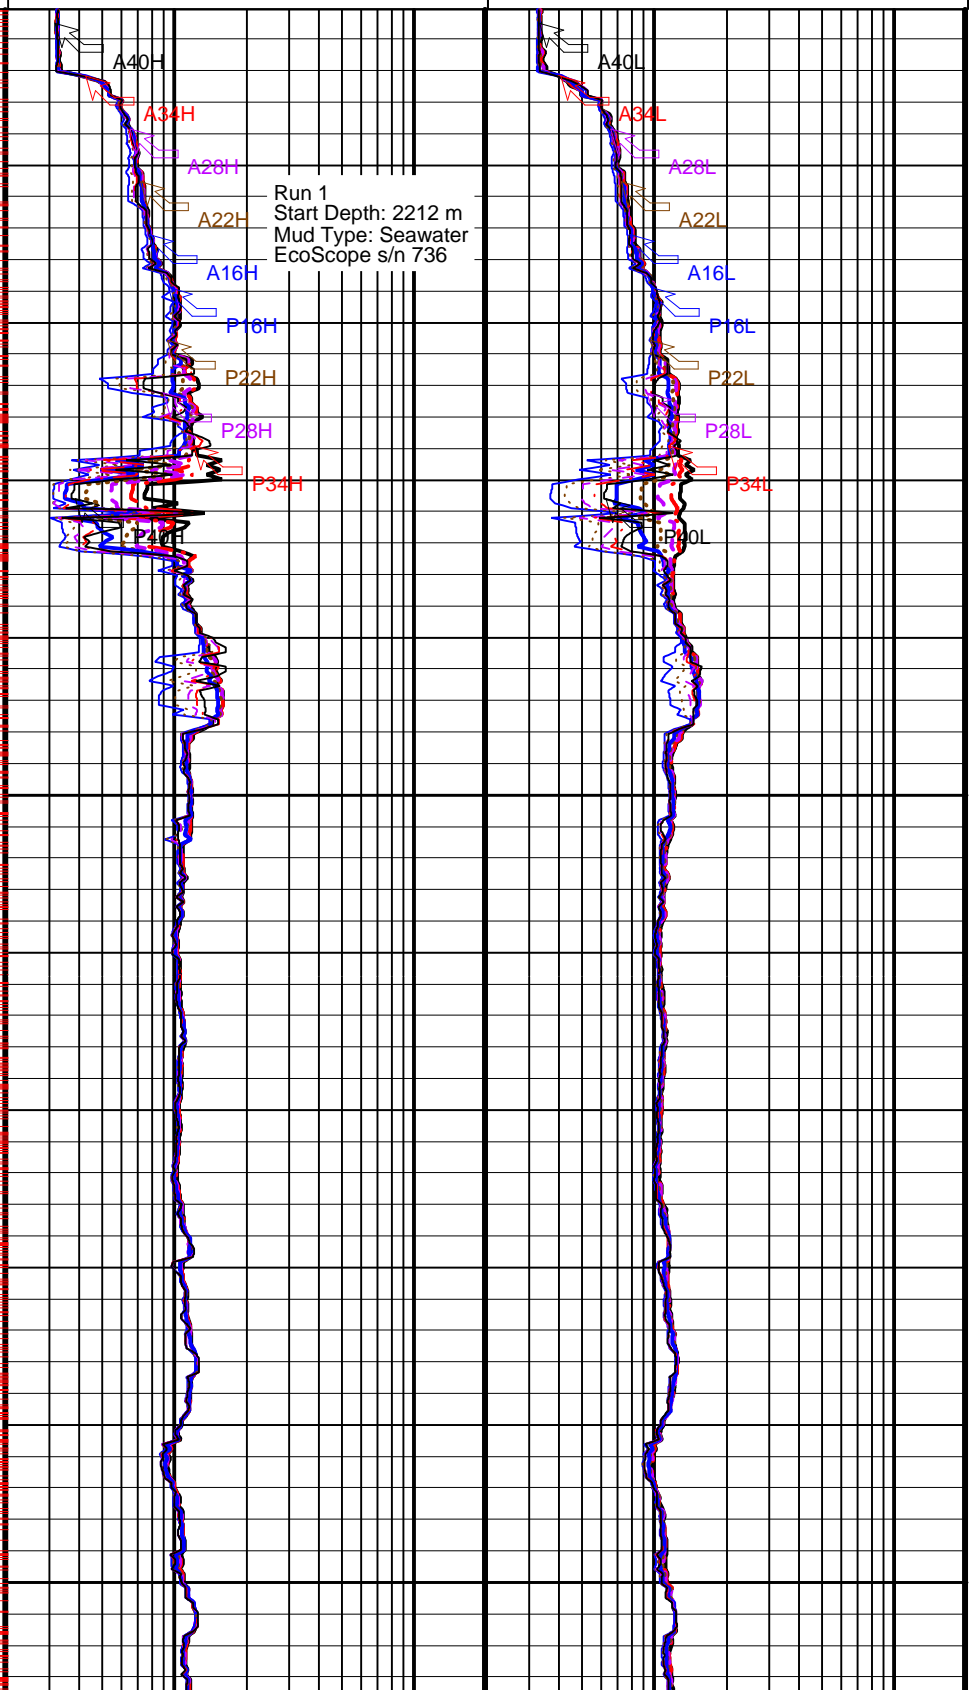 A40H
A40L
A34H
A34L
A28H
A28L
Run 1
Start Depth: 2212 m
Mud Type: Seawater
EcoScope s/n 736
A22H
A22L
A16H
A16L
P16H
P16L
P22H
P22L
P28H
P28L
P34H
P34L
P40H
P40L